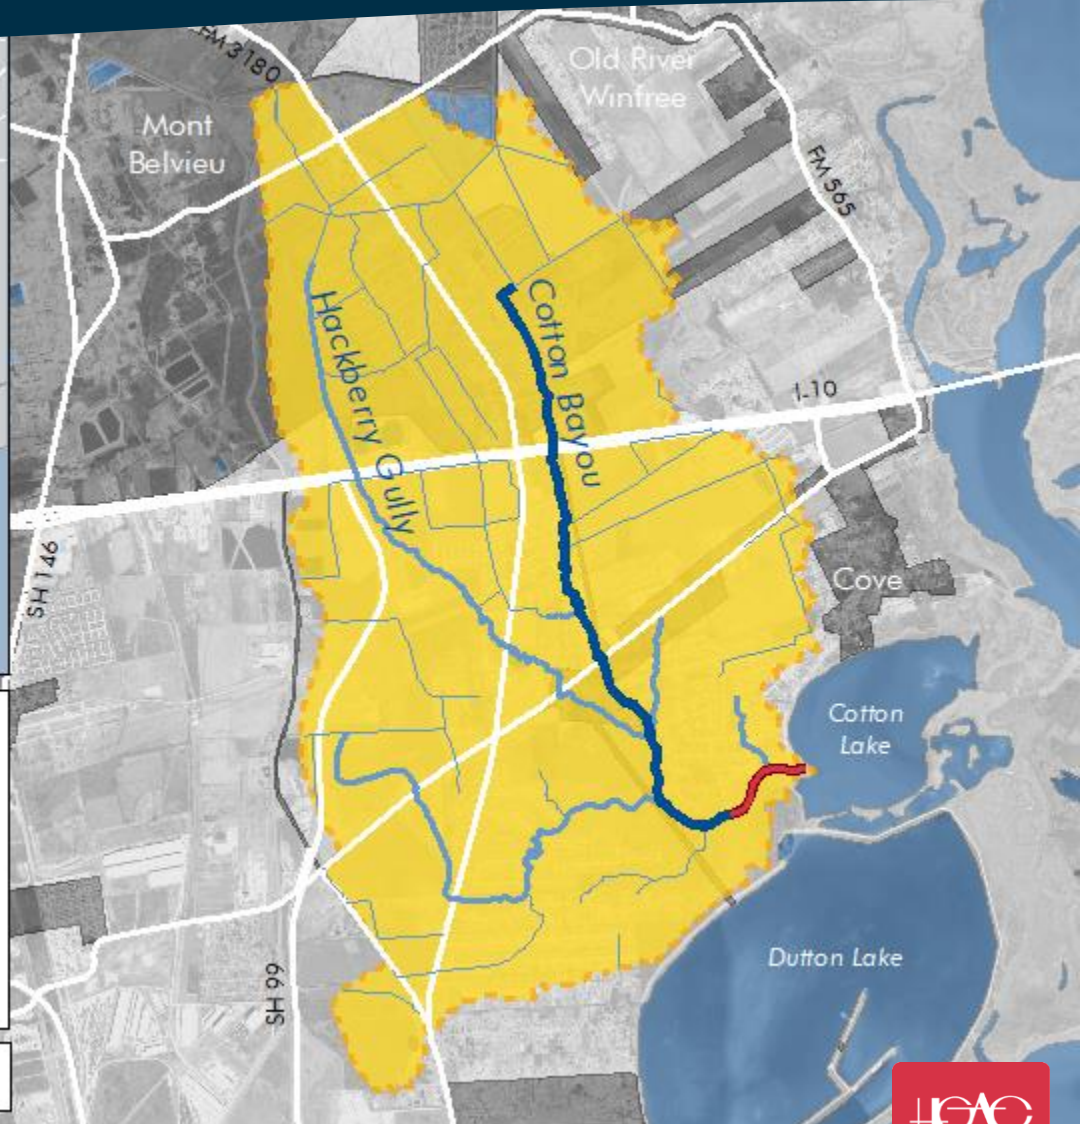 FM 3180
Old River
Winfree
Mont
Belvieu
FM 565
Cotton Bayou
Hackberry Gully
I-10
SH 146
Cove
Cotton
Lake
Dutton Lake
SH 99
HGAC